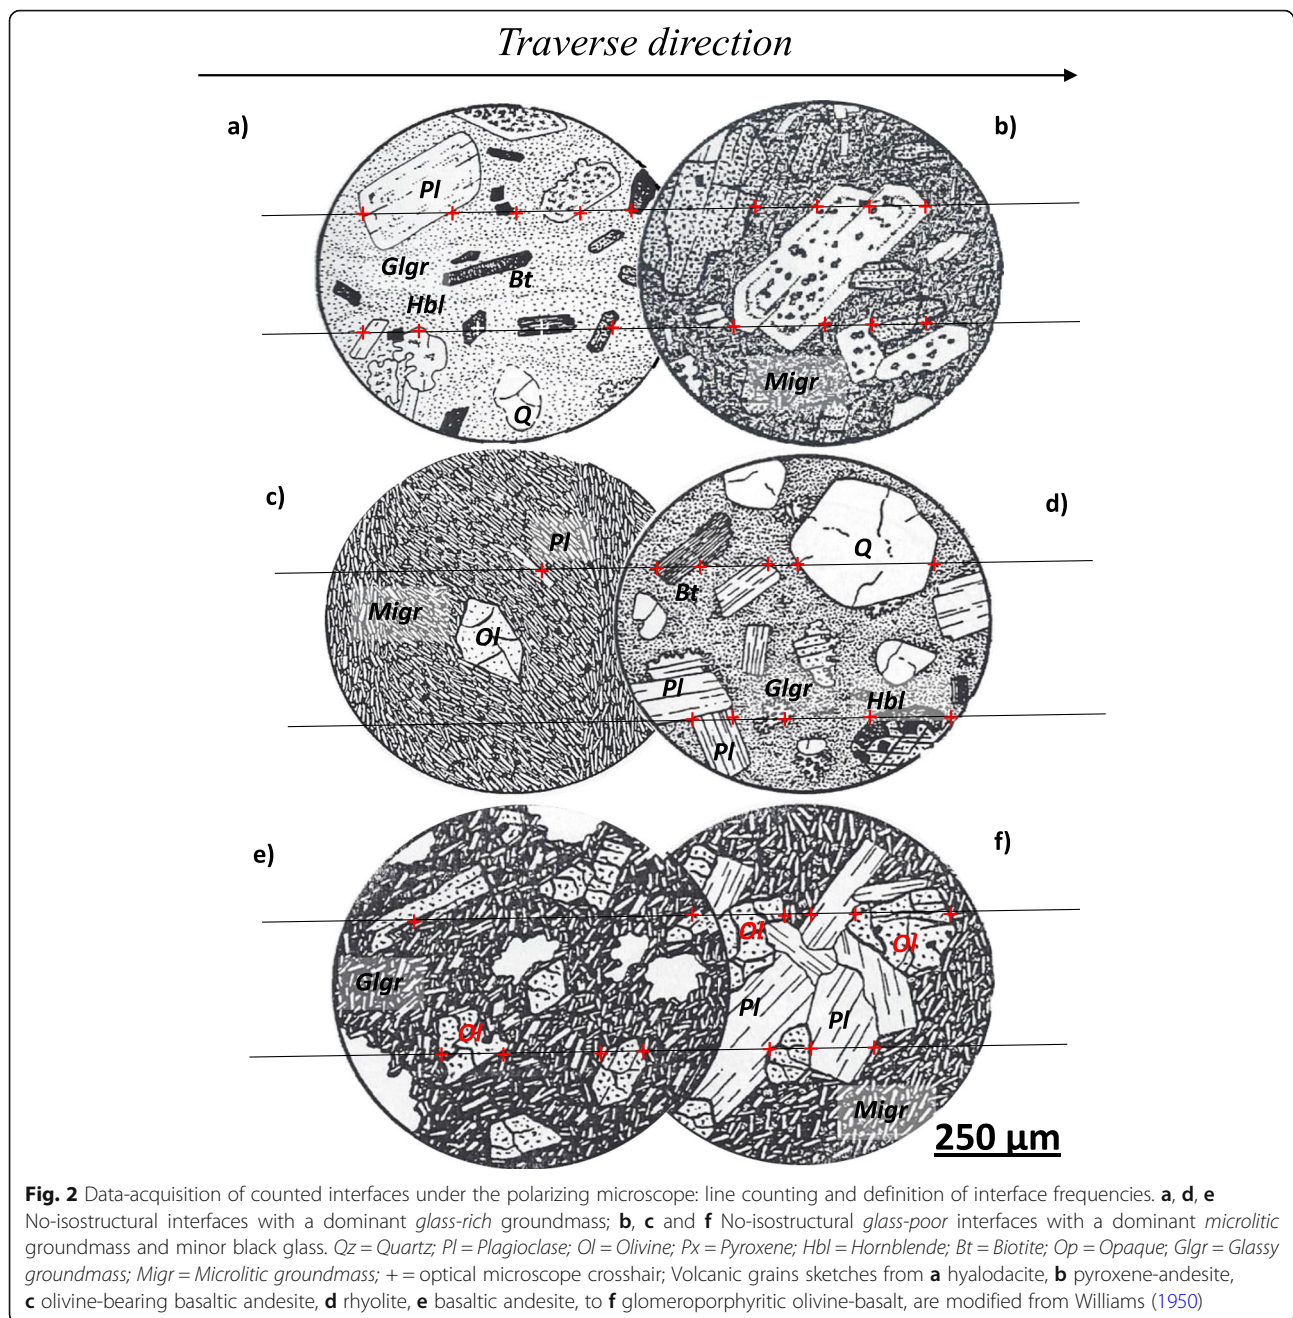 Traverse direction
a)
b)
Pl
Glgr
Bt
Hbl
Migr
Q
c)
d)
Pl
Q
Migr
Bt
Ol
Pl
Glgr
Hbl
Pl
e)
f)
Ol
Ol
Glgr
Pl
Pl
Ol
Migr
250 µm
Fig. 2 Data-acquisition of counted interfaces under the polarizing microscope: line counting and definition of interface frequencies. a, d, e
No-isostructural interfaces with a dominant glass-rich groundmass; b, c and f No-isostructural glass-poor interfaces with a dominant microlitic
groundmass and minor black glass. Qz = Quartz; Pl = Plagioclase; Ol = Olivine; Px = Pyroxene; Hbl = Hornblende; Bt = Biotite; Op = Opaque; Glgr = Glassy
groundmass; Migr = Microlitic groundmass; + = optical microscope crosshair; Volcanic grains sketches from a hyalodacite, b pyroxene-andesite,
c olivine-bearing basaltic andesite, d rhyolite, e basaltic andesite, to f glomeroporphyritic olivine-basalt, are modified from Williams (1950)